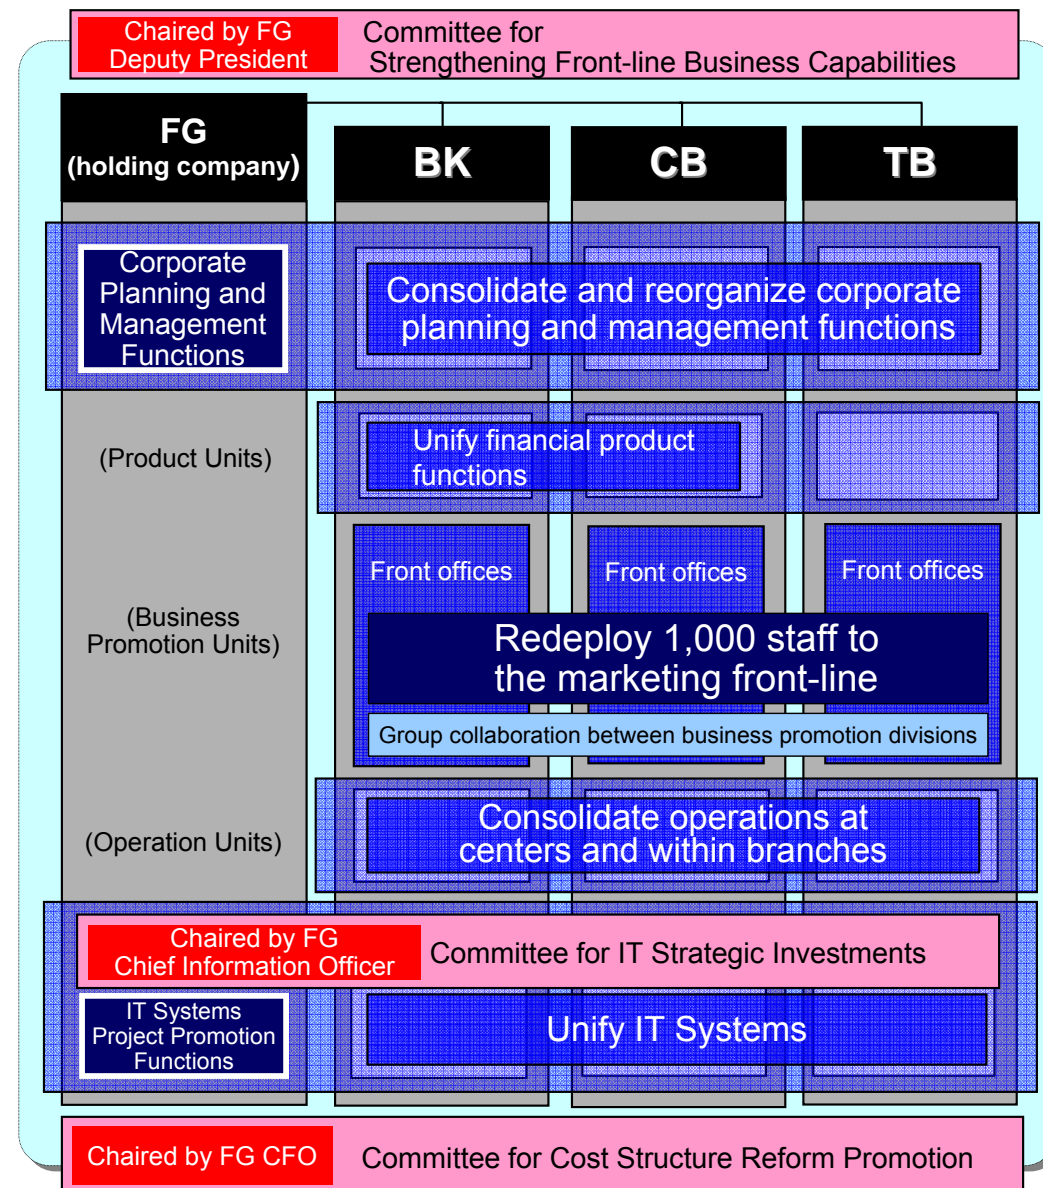 Chaired by FG
Deputy President
Committee for
Strengthening Front-line Business Capabilities
FG
(holding company)
BK
CB
TB
Corporate
Planning and
Management
Functions
Consolidate and reorganize corporate
planning and management functions
(Product Units)
Unify financial product
functions
Front offices
Front offices
Front offices
(Business
Promotion Units)
Redeploy 1,000 staff to
the marketing front-line
Group collaboration between business promotion divisions
(Operation Units)
Consolidate operations at
centers and within branches
Chaired by FG
Chief Information Officer
Committee for IT Strategic Investments
IT Systems
Project Promotion
Functions
Unify IT Systems
Chaired by FG CFO
Committee for Cost Structure Reform Promotion